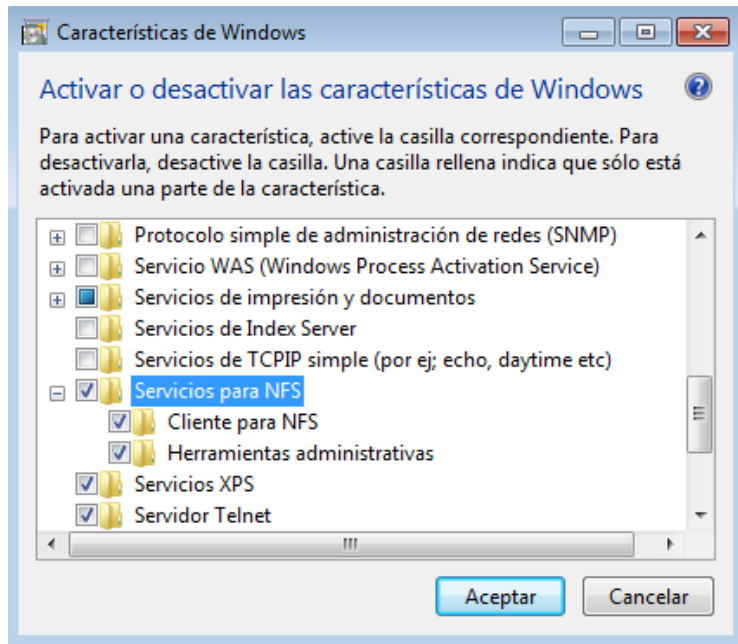 Características de Windows
Activar o desactivar las características de Windows
Para activar una característica, active la casilla correspondiente. Para
desactivarla, desactive la casilla. Una casilla rellena indica que sólo está
activada una parte de la característica.
Protocolo simple de administración de redes (SNMP)
Servicio WAS (Windows Process Activation Service)
Servicios de impresión y documentos
Servicios de Index Server
Servicios de TCPIP simple (por ej; echo, daytime etc)
Servicios para NFS
Cliente para NFS
Herramientas administrativas
Servicios XPS
Servidor Telnet
Aceptar
Cancelar